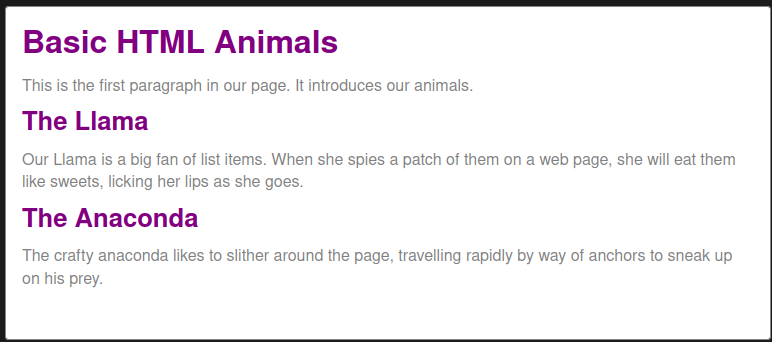 Basic HTML Animals
This is the first paragraph in our page. It introduces our animals.
The Llama
Our Llama is a big fan of list items. When she spies a patch of them on a web page, she will eat them
like sweets, licking her lips as she goes.
The Anaconda
The crafty anaconda likes to slither around the page, travelling rapidly by way of anchors to sneak up
on his prey.